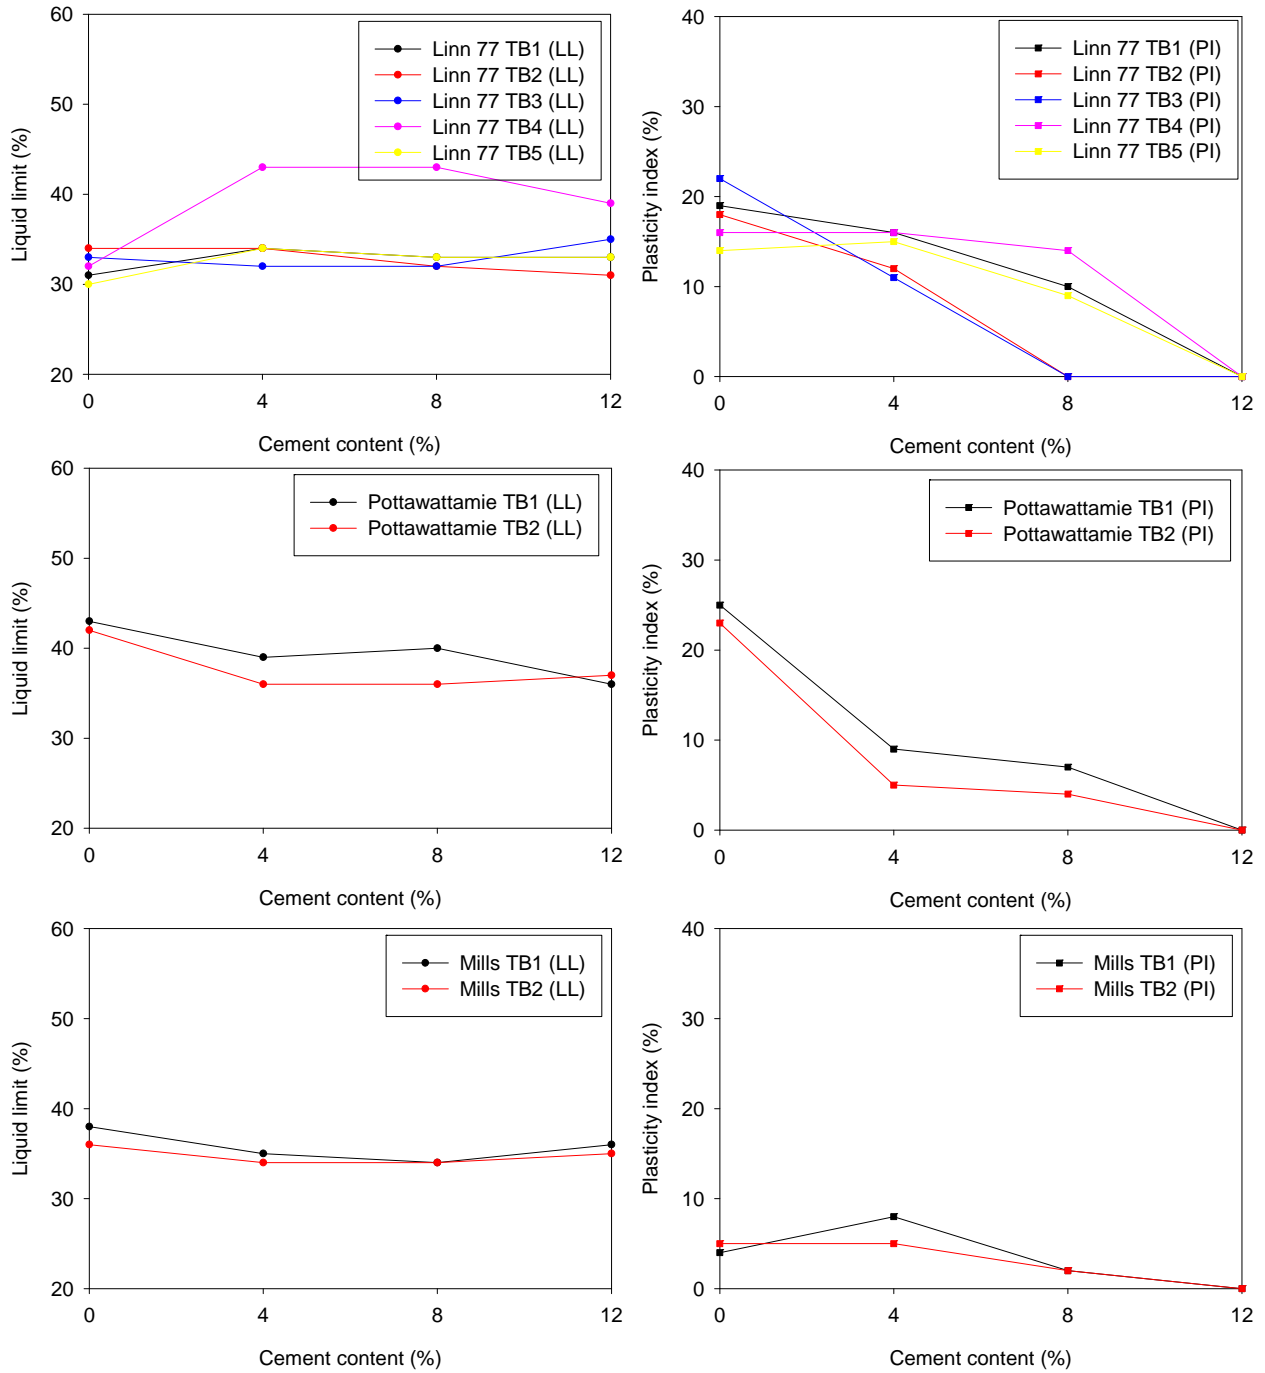 60
50
40
30
20
Liquid limit (%)
Linn 77 TB1 (LL)
Linn 77 TB2 (LL)
Linn 77 TB3 (LL)
Linn 77 TB4 (LL)
Linn 77 TB5 (LL)
0 4 8 12
Cement content (%)
40
30
20
10
0
Plasticity index (%)
Linn 77 TB1 (PI)
Linn 77 TB2 (PI)
Linn 77 TB3 (PI)
Linn 77 TB4 (PI)
Linn 77 TB5 (PI)
0 4 8 12
Cement content (%)
60
50
40
30
20
Liquid limit (%)
Pottawattamie TB1 (LL)
Pottawattamie TB2 (LL)
0 4 8 12
Cement content (%)
40
30
20
10
0
Plasticity index (%)
Pottawattamie TB1 (PI)
Pottawattamie TB2 (PI)
0 4 8 12
Cement content (%)
60
50
40
30
20
Liquid limit (%)
Mills TB1 (LL)
Mills TB2 (LL)
0 4 8 12
Cement content (%)
40
30
20
10
0
Plasticity index (%)
Mills TB1 (PI)
Mills TB2 (PI)
0 4 8 12
Cement content (%)